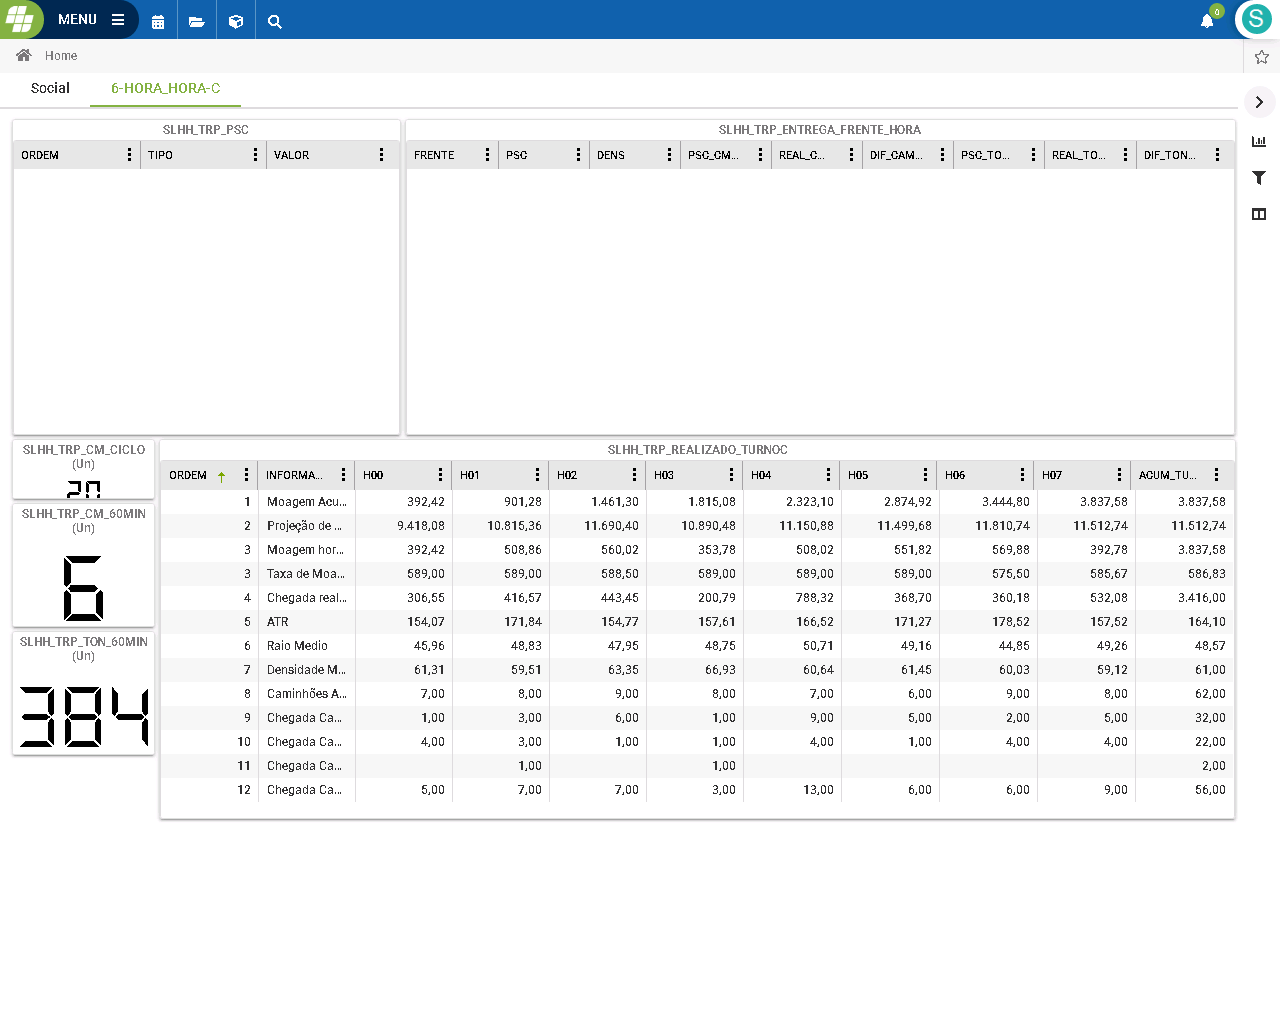 MENU
0
S
Home
Social
6-HORA_HORA-C
SLHH_TRP_PSC
ORDEM TIPO VALOR
SLHH_TRP_ENTREGA_FRENTE_HORA
FRENTE PSC DENS PSC_CM... REAL_C... DIF_CAM... PSC_TO... REAL_TO... DIF_TON...
SLHH_TRP_CM_CICLO
(Un)
20
SLHH_TRP_CM_60MIN
(Un)
6
SLHH_TRP_TON_60MIN
(Un)
384
SLHH_TRP_REALIZADO_TURNOC
ORDEM INFORMA... H00 H01 H02 H03 H04 H05 H06 H07 ACUM_TU...
1 Moagem Acu... 392,42 901,28 1.461,30 1.815,08 2.323,10 2.874,92 3.444,80 3.837,58 3.837,58
2 Projeção de ... 9.418,08 10.815,36 11.690,40 10.890,48 11.150,88 11.499,68 11.810,74 11.512,74 11.512,74
3 Moagem hor... 392,42 508,86 560,02 353,78 508,02 551,82 569,88 392,78 3.837,58
3 Taxa de Moa... 589,00 589,00 588,50 589,00 589,00 589,00 575,50 585,67 586,83
4 Chegada real... 306,55 416,57 443,45 200,79 788,32 368,70 360,18 532,08 3.416,00
5 ATR 154,07 171,84 154,77 157,61 166,52 171,27 178,52 157,52 164,10
6 Raio Medio 45,96 48,83 47,95 48,75 50,71 49,16 44,85 49,26 48,57
7 Densidade M... 61,31 59,51 63,35 66,93 60,64 61,45 60,03 59,12 61,00
8 Caminhões A... 7,00 8,00 9,00 8,00 7,00 6,00 9,00 8,00 62,00
9 Chegada Ca... 1,00 3,00 6,00 1,00 9,00 5,00 2,00 5,00 32,00
10 Chegada Ca... 4,00 3,00 1,00 1,00 4,00 1,00 4,00 4,00 22,00
11 Chegada Ca... 1,00 1,00 2,00
12 Chegada Ca... 5,00 7,00 7,00 3,00 13,00 6,00 6,00 9,00 56,00